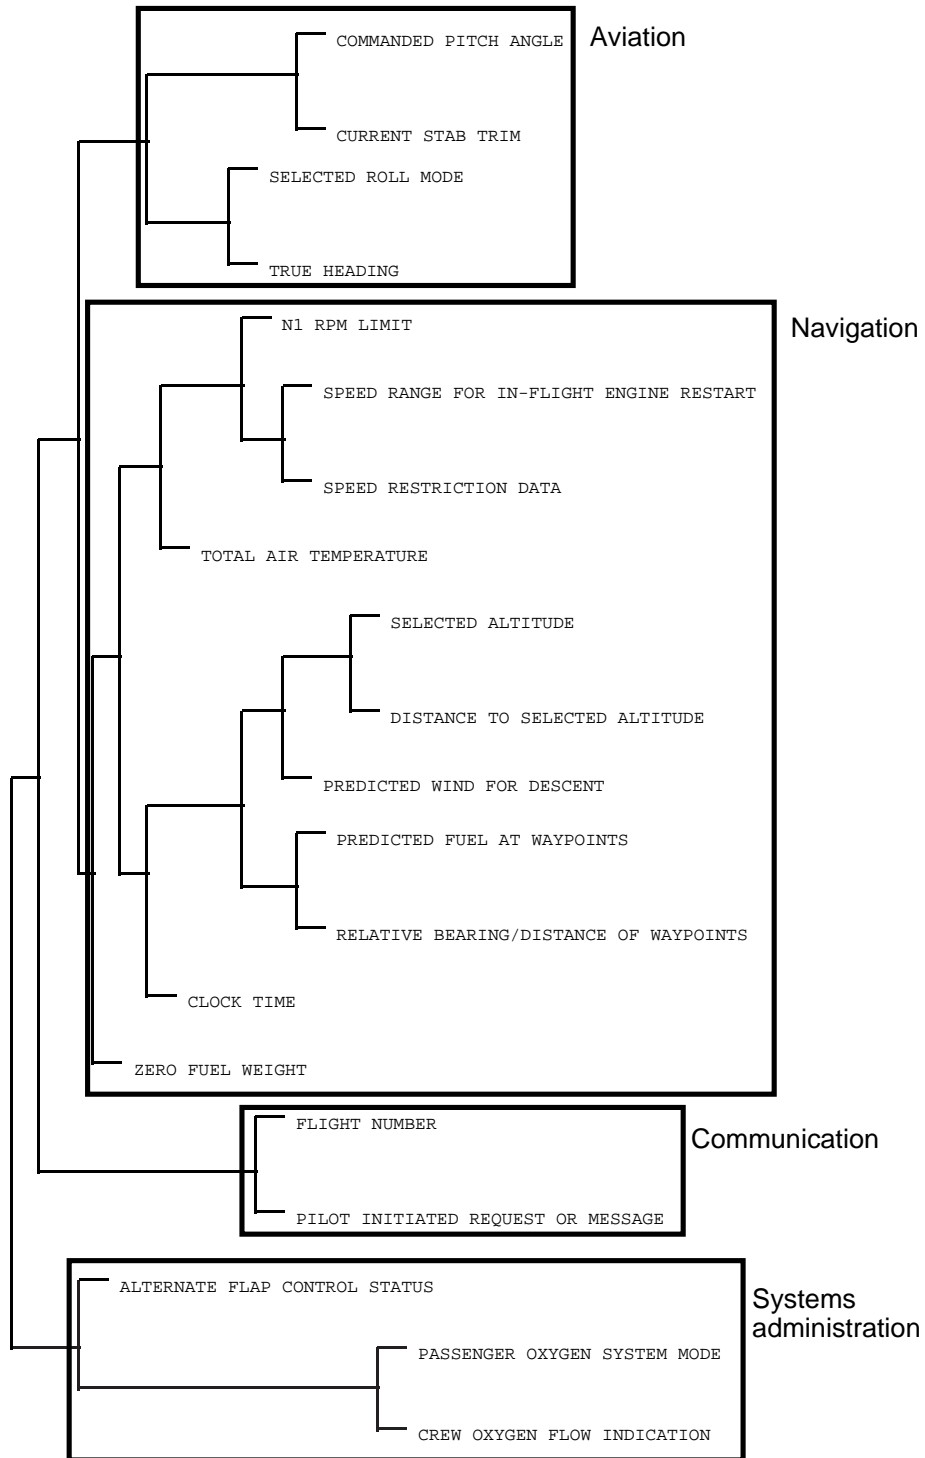 Aviation
COMMANDED PITCH ANGLE
CURRENT STAB TRIM
SELECTED ROLL MODE
TRUE HEADING
Navigation
N1 RPM LIMIT
SPEED RANGE FOR IN-FLIGHT ENGINE RESTART
SPEED RESTRICTION DATA
TOTAL AIR TEMPERATURE
SELECTED ALTITUDE
DISTANCE TO SELECTED ALTITUDE
PREDICTED WIND FOR DESCENT
PREDICTED FUEL AT WAYPOINTS
RELATIVE BEARING/DISTANCE OF WAYPOINTS
CLOCK TIME
ZERO FUEL WEIGHT
FLIGHT NUMBER
Communication
PILOT INITIATED REQUEST OR MESSAGE
ALTERNATE FLAP CONTROL STATUS
Systems
administration
PASSENGER OXYGEN SYSTEM MODE
CREW OXYGEN FLOW INDICATION